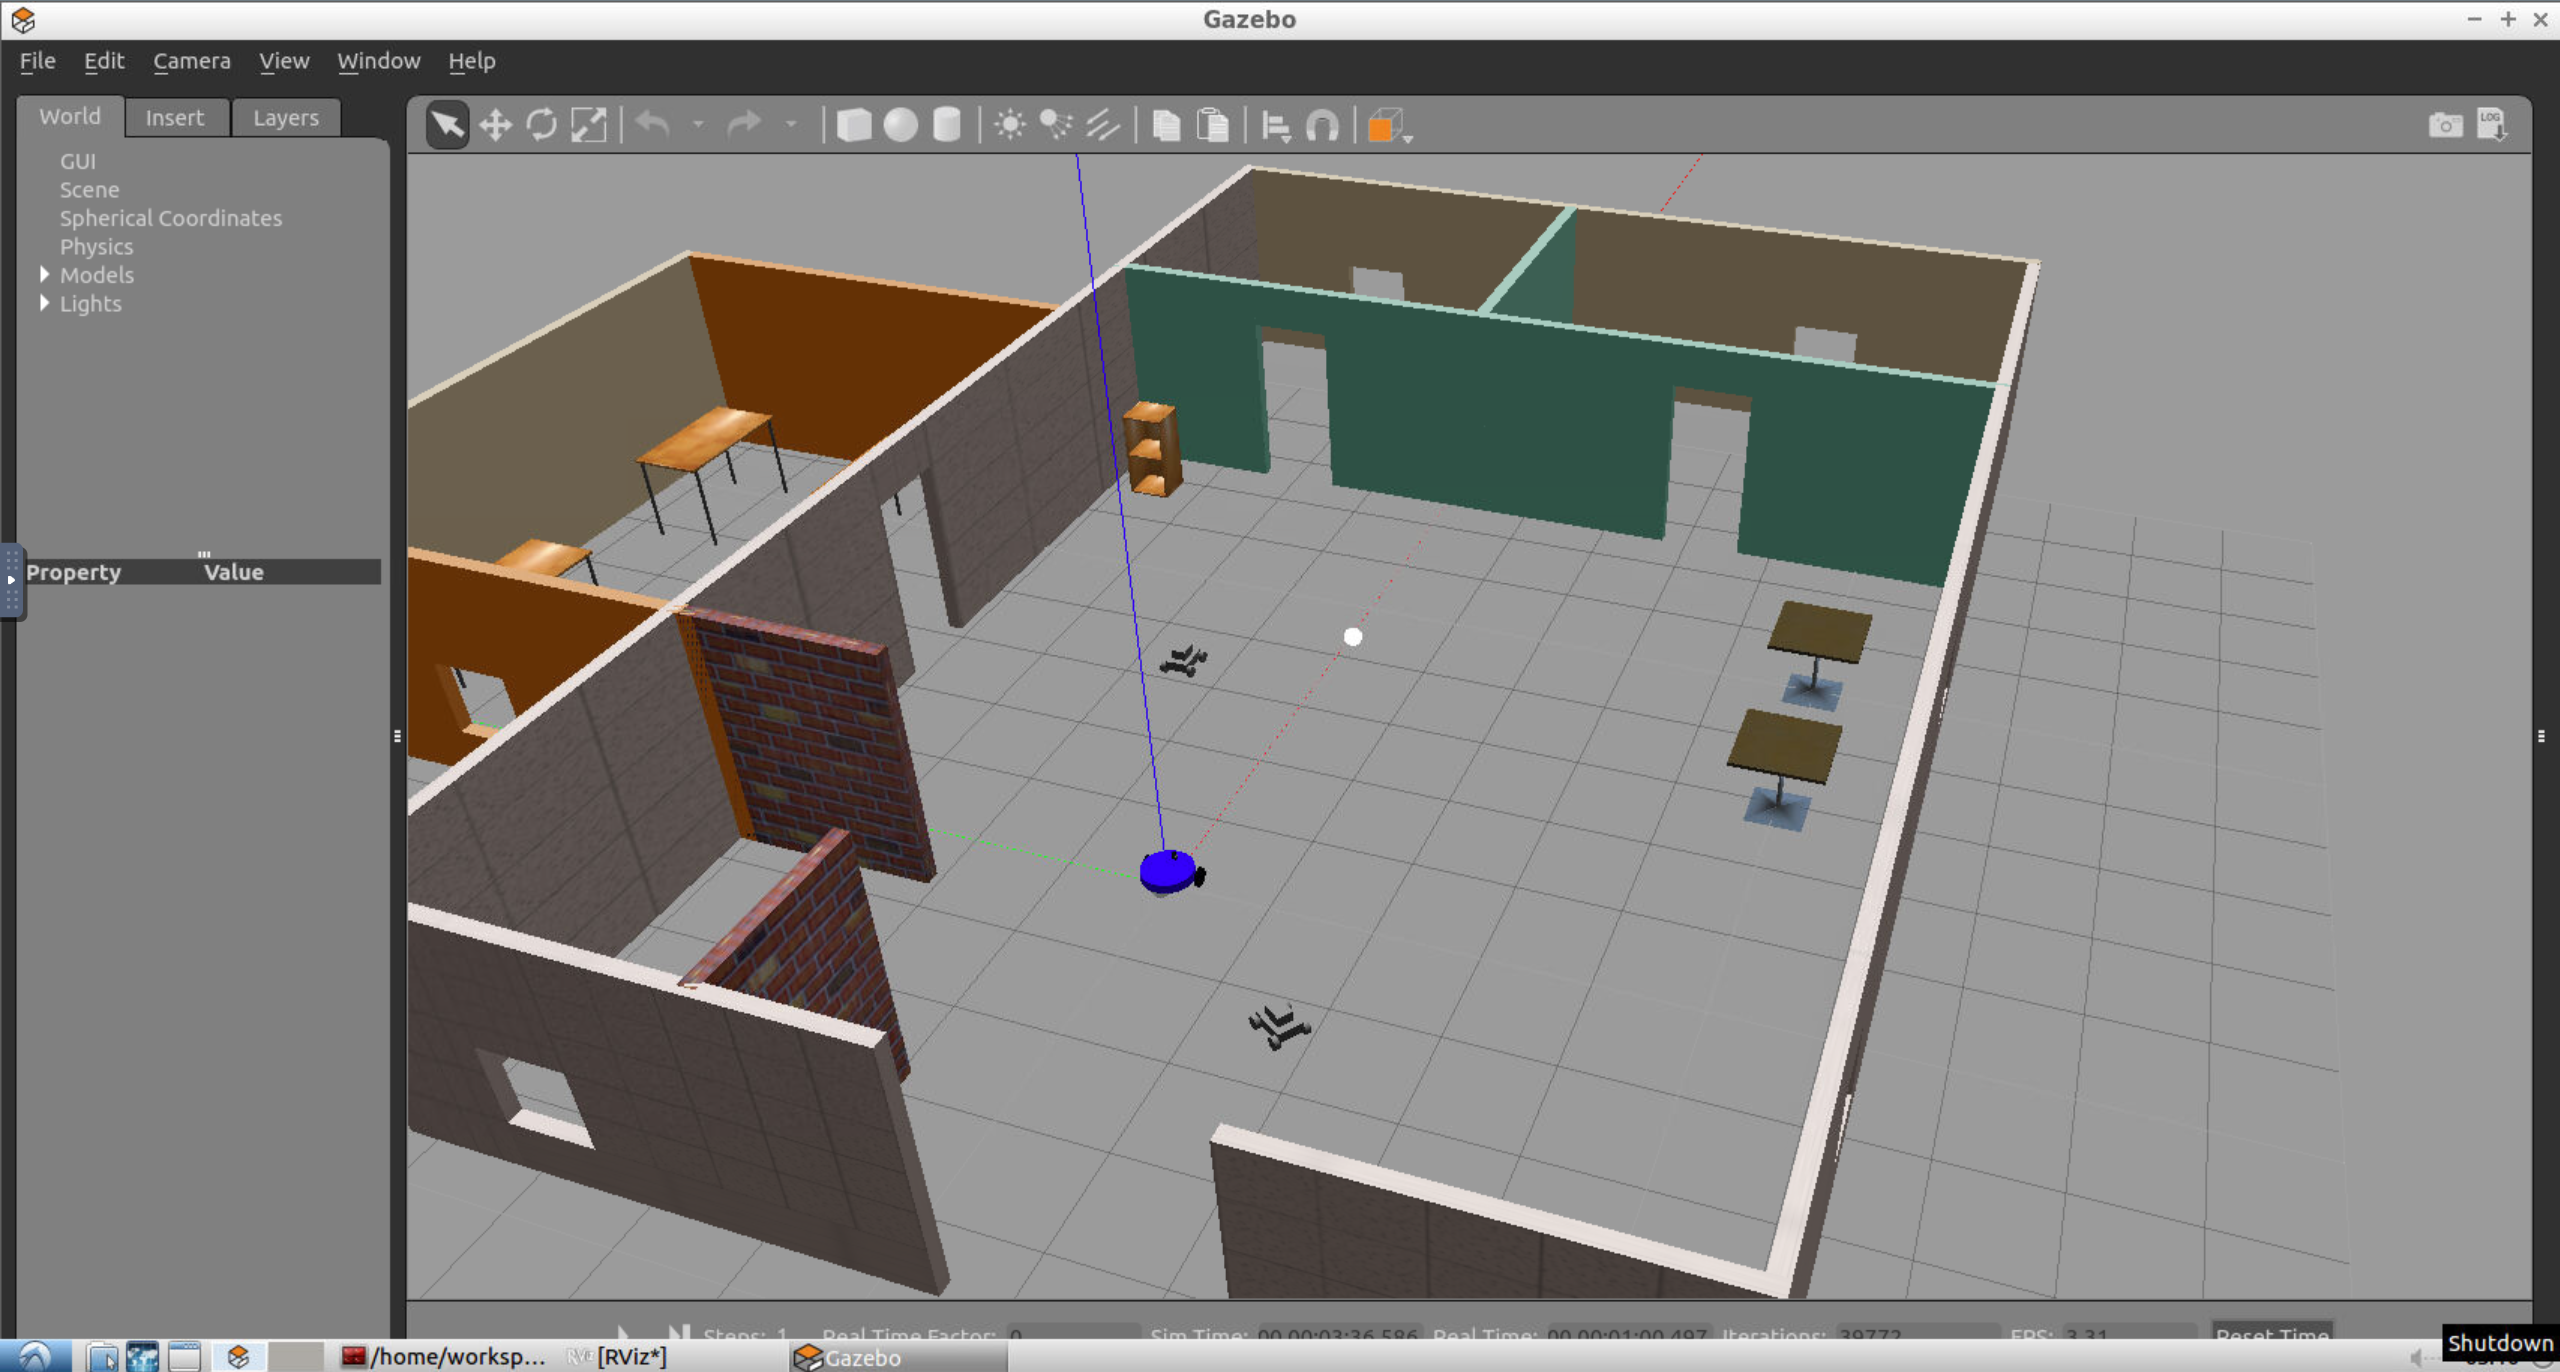 Gazebo
File Edit Camera View Window Help
World Insert Layers
LOG
GUI
Scene
Spherical Coordinates
Physics
Models
Lights
Property Value
Steps: 1 Real Time Factor: 0 Sim Time: 00 00:03:36.586 Real Time: 00 00:01:00.497 Iterations: 39772 FPS: 3.31 Reset Time
Shutdown
/home/worksp... RViz [RViz*] Gazebo